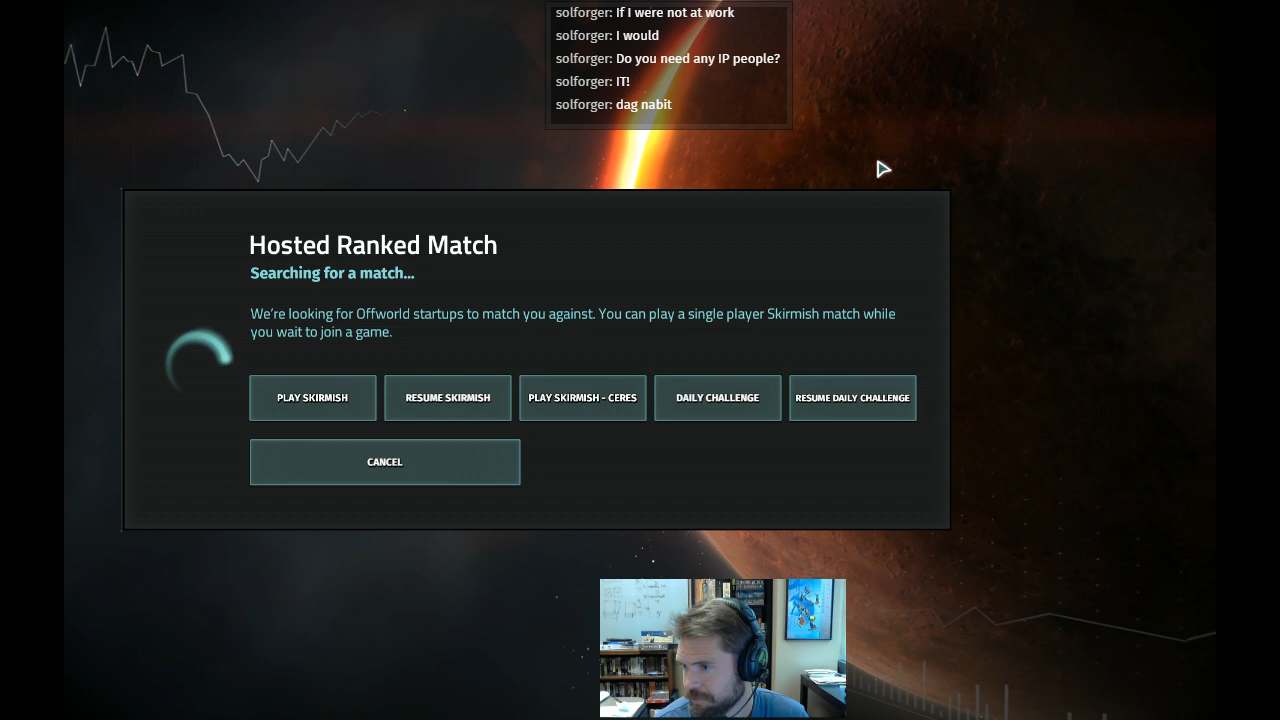 solforger: If I were not at work
solforger: I would
solforger: Do you need any IP people?
solforger: IT!
solforger: dag nabit
Hosted Ranked Match
Searching for a match...
We're looking for Offworld startups to match you against. You can play a single player Skirmish match while
you wait to join a game.
PLAY SKIRMISH
RESUME SKIRMISH
PLAY SKIRMISH - CERES
DAILY CHALLENGE
RESUME DAILY CHALLENGE
CANCEL